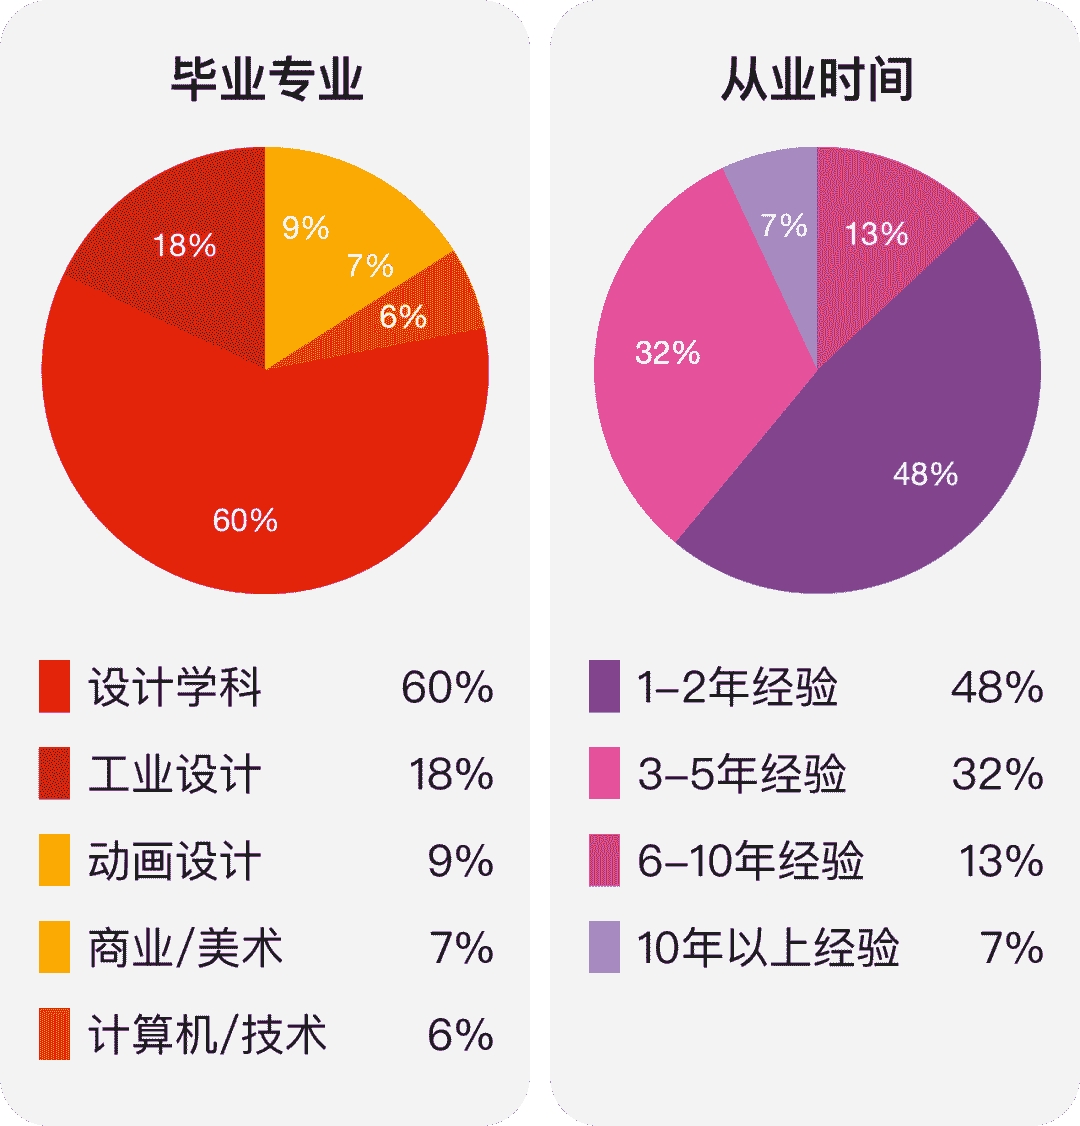 毕业专业
9%
18%
7%
6%
60%
设计学科 60%
工业设计 18%
动画设计 9%
商业/美术 7%
计算机/技术 6%
从业时间
7%
13%
32%
48%
1–2年经验 48%
3–5年经验 32%
6–10年经验 13%
10年以上经验 7%